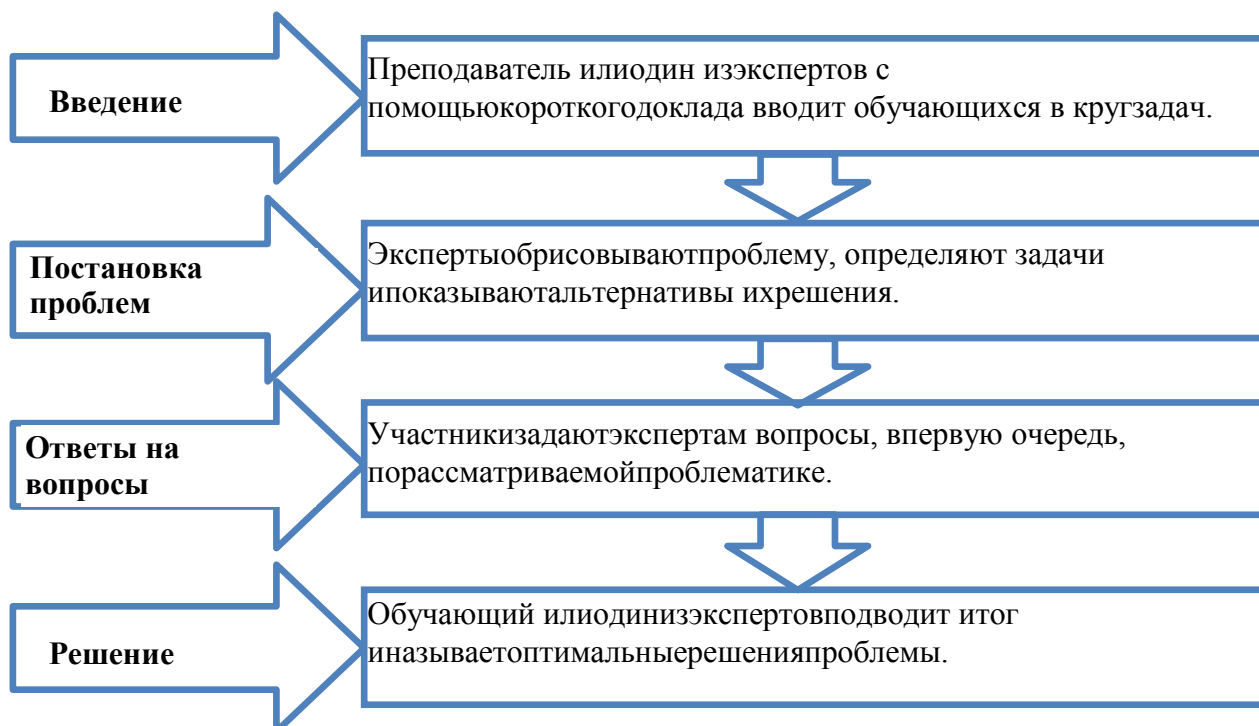 Введение
Преподаватель илиодин изэкспертов с
помощьюкороткогодоклада вводит обучающихся в кругзадач.
Постановка
проблем
Экспертыобрисовываютпроблему, определяют задачи
ипоказываютальтернативы ихрешения.
Ответы на
вопросы
Участникизадаютэкспертам вопросы, впервую очередь,
порассматриваемойпроблематике.
Решение
Обучающий илиодинизэкспертовподводит итог
иназываетоптимальныерешенияпроблемы.